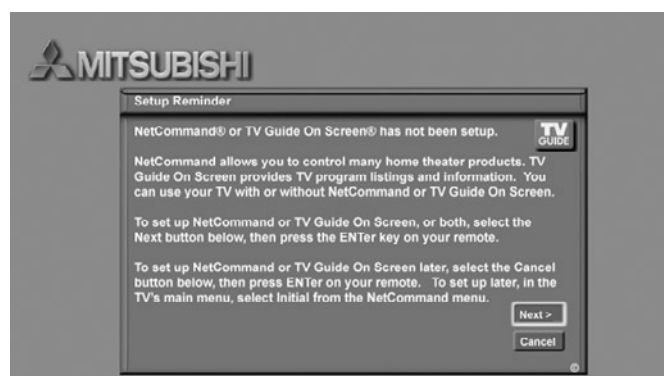 MITSUBISHI
Setup Reminder
NetCommand® or TV Guide On Screen® has not been setup.
TV
GUIDE
NetCommand allows you to control many home theater products. TV
Guide On Screen provides TV program listings and information. You
can use your TV with or without NetCommand or TV Guide On Screen.
To set up NetCommand or TV Guide On Screen, or both, select the
Next button below, then press the ENTer key on your remote.
To set up NetCommand or TV Guide On Screen later, select the Cancel
button below, then press ENTer on your remote. To set up later, in the
TV's main menu, select Initial from the NetCommand menu.
Next >
Cancel